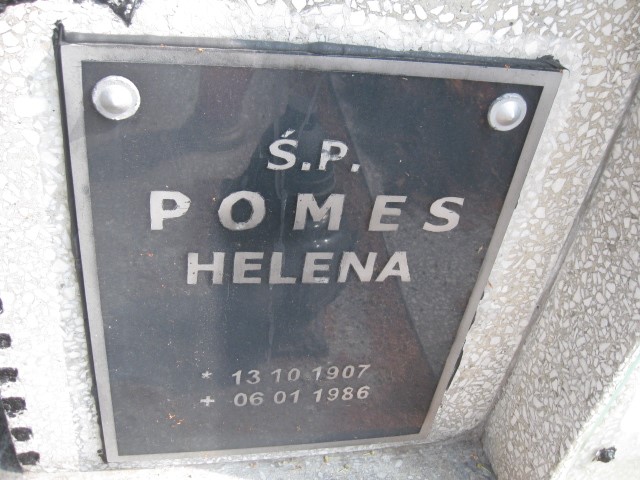 Ś.P.
POMES
HELENA
* 13 10 1907
+ 06 01 1986